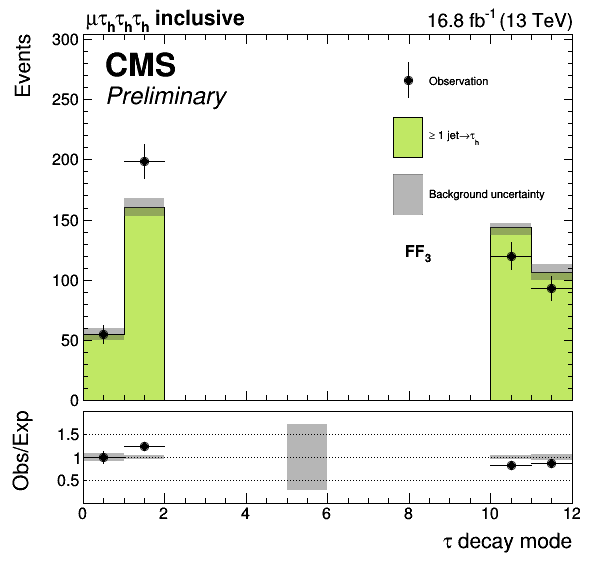 μτₕτₕτₕ inclusive
16.8 fb⁻¹ (13 TeV)
Events
CMS
Preliminary
Observation
≥ 1 jet→τₕ
Background uncertainty
FF₃
300
250
200
150
100
50
0
Obs/Exp
1.5
1
0.5
0 2 4 6 8 10 12
τ decay mode